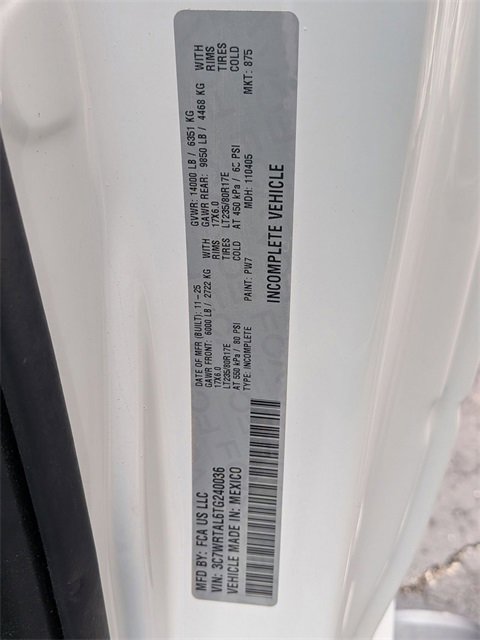 MFD BY: FCA US LLC
VIN: 3C7WRTAL6TG240036
VEHICLE MADE IN: MEXICO
DATE OF MFR (BUILT): 11-25 GVWR: 14000 LB / 6351 KG
GAWR FRONT: 6000 LB / 2722 KG WITH GAWR REAR: 9850 LB / 4468 KG WITH
17X6.0 RIMS 17X6.0 RIMS
LT235/80R17E TIRES LT235/80R17E TIRES
AT 550 kPa / 80 PSI COLD AT 450 kPa / 65 PSI COLD
TYPE: INCOMPLETE PAINT: PW7 MDH: 110405 MKT: 875
INCOMPLETE VEHICLE